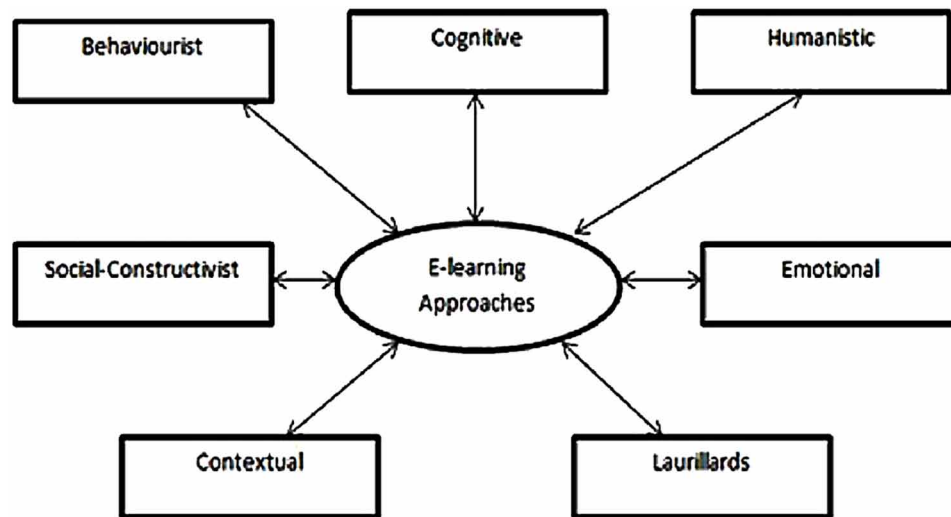 Behaviourist
Cognitive
Humanistic
Social-Constructivist
E-learning
Approaches
Emotional
Contextual
Laurillards